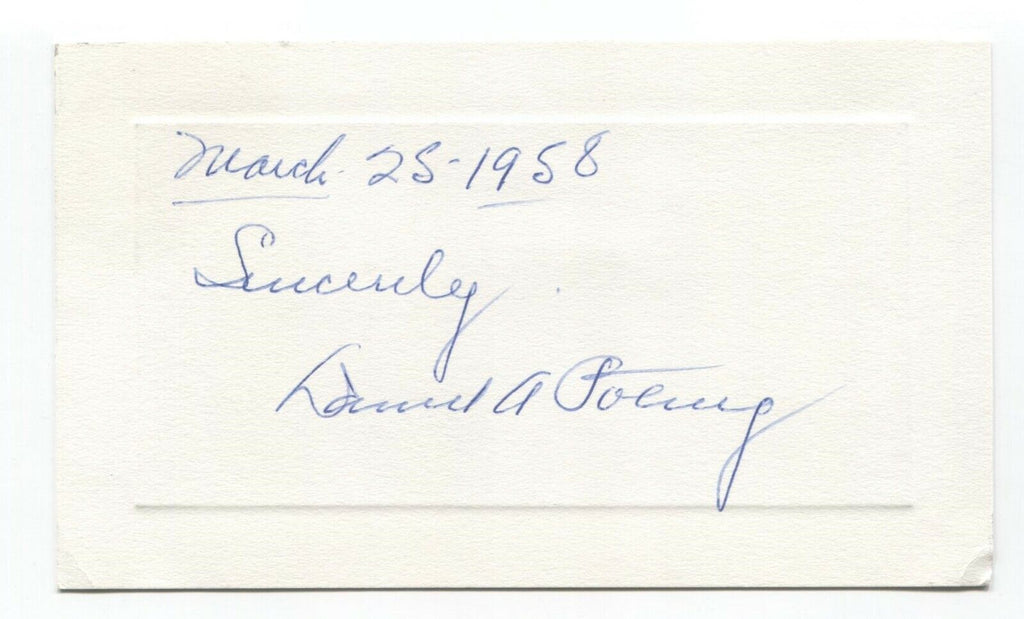 March 25-1958
Sincerely
Daniel A Poling